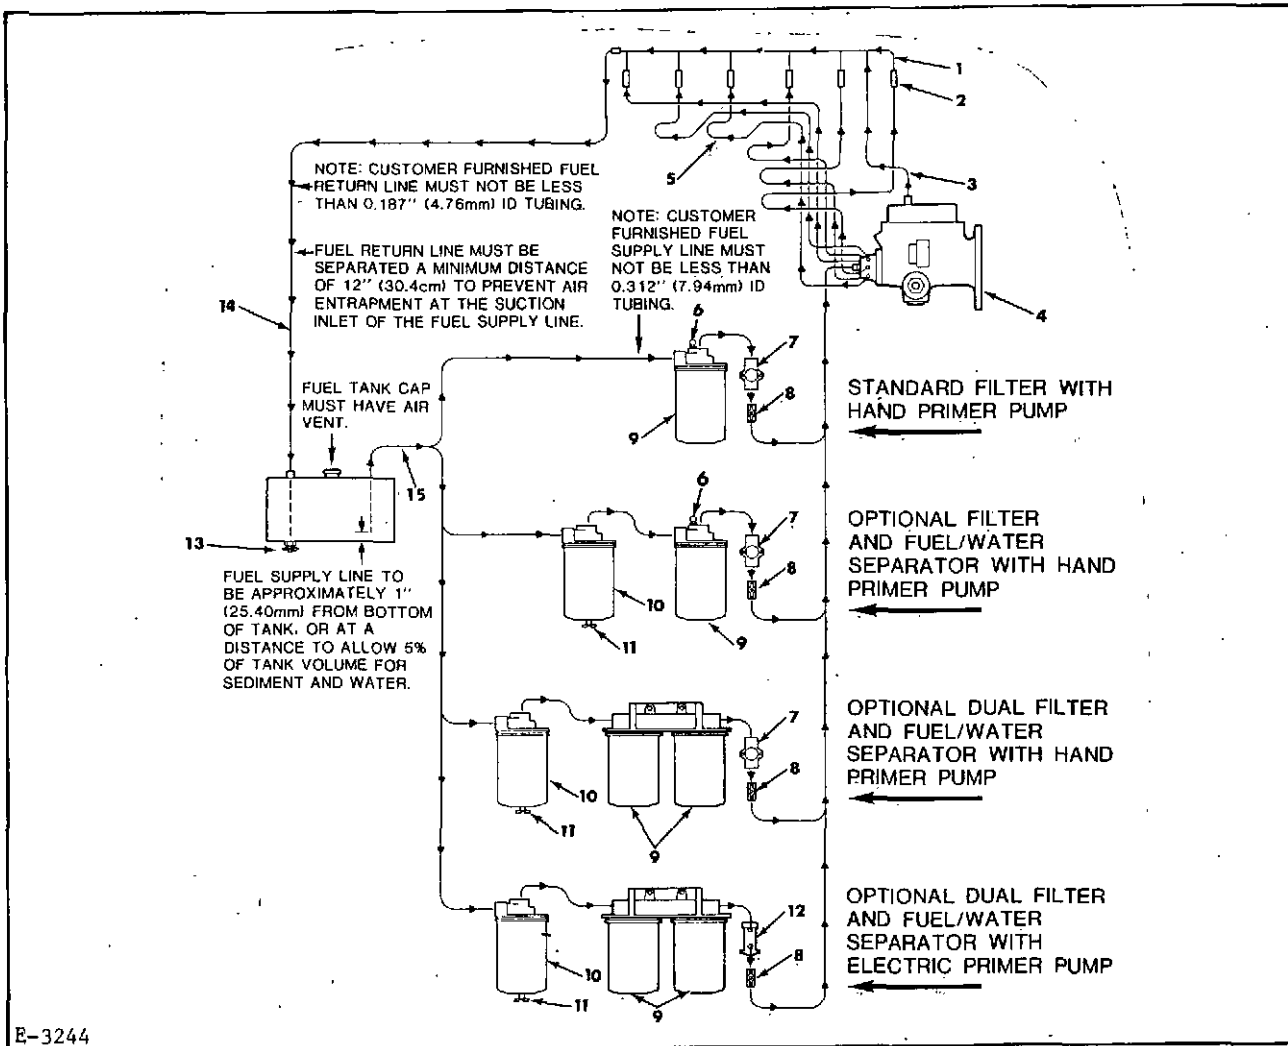 1
2
3
4
5
NOTE: CUSTOMER FURNISHED FUEL
RETURN LINE MUST NOT BE LESS
THAN 0.187" (4.76mm) ID TUBING.
FUEL RETURN LINE MUST BE
SEPARATED A MINIMUM DISTANCE
OF 12" (30.4cm) TO PREVENT AIR
ENTRAPMENT AT THE SUCTION
INLET OF THE FUEL SUPPLY LINE.
NOTE: CUSTOMER
FURNISHED FUEL
SUPPLY LINE MUST
NOT BE LESS THAN
0.312" (7.94mm) ID
TUBING.
14
6
7
8
9
STANDARD FILTER WITH
HAND PRIMER PUMP
FUEL TANK CAP
MUST HAVE AIR
VENT.
15
13
FUEL SUPPLY LINE TO
BE APPROXIMATELY 1"
(25.40mm) FROM BOTTOM
OF TANK, OR AT A
DISTANCE TO ALLOW 5%
OF TANK VOLUME FOR
SEDIMENT AND WATER.
6
7
8
10
11
9
OPTIONAL FILTER
AND FUEL/WATER
SEPARATOR WITH HAND
PRIMER PUMP
7
8
10
11
9
OPTIONAL DUAL FILTER
AND FUEL/WATER
SEPARATOR WITH HAND
PRIMER PUMP
12
8
10
11
9
OPTIONAL DUAL FILTER
AND FUEL/WATER
SEPARATOR WITH
ELECTRIC PRIMER PUMP
E-3244